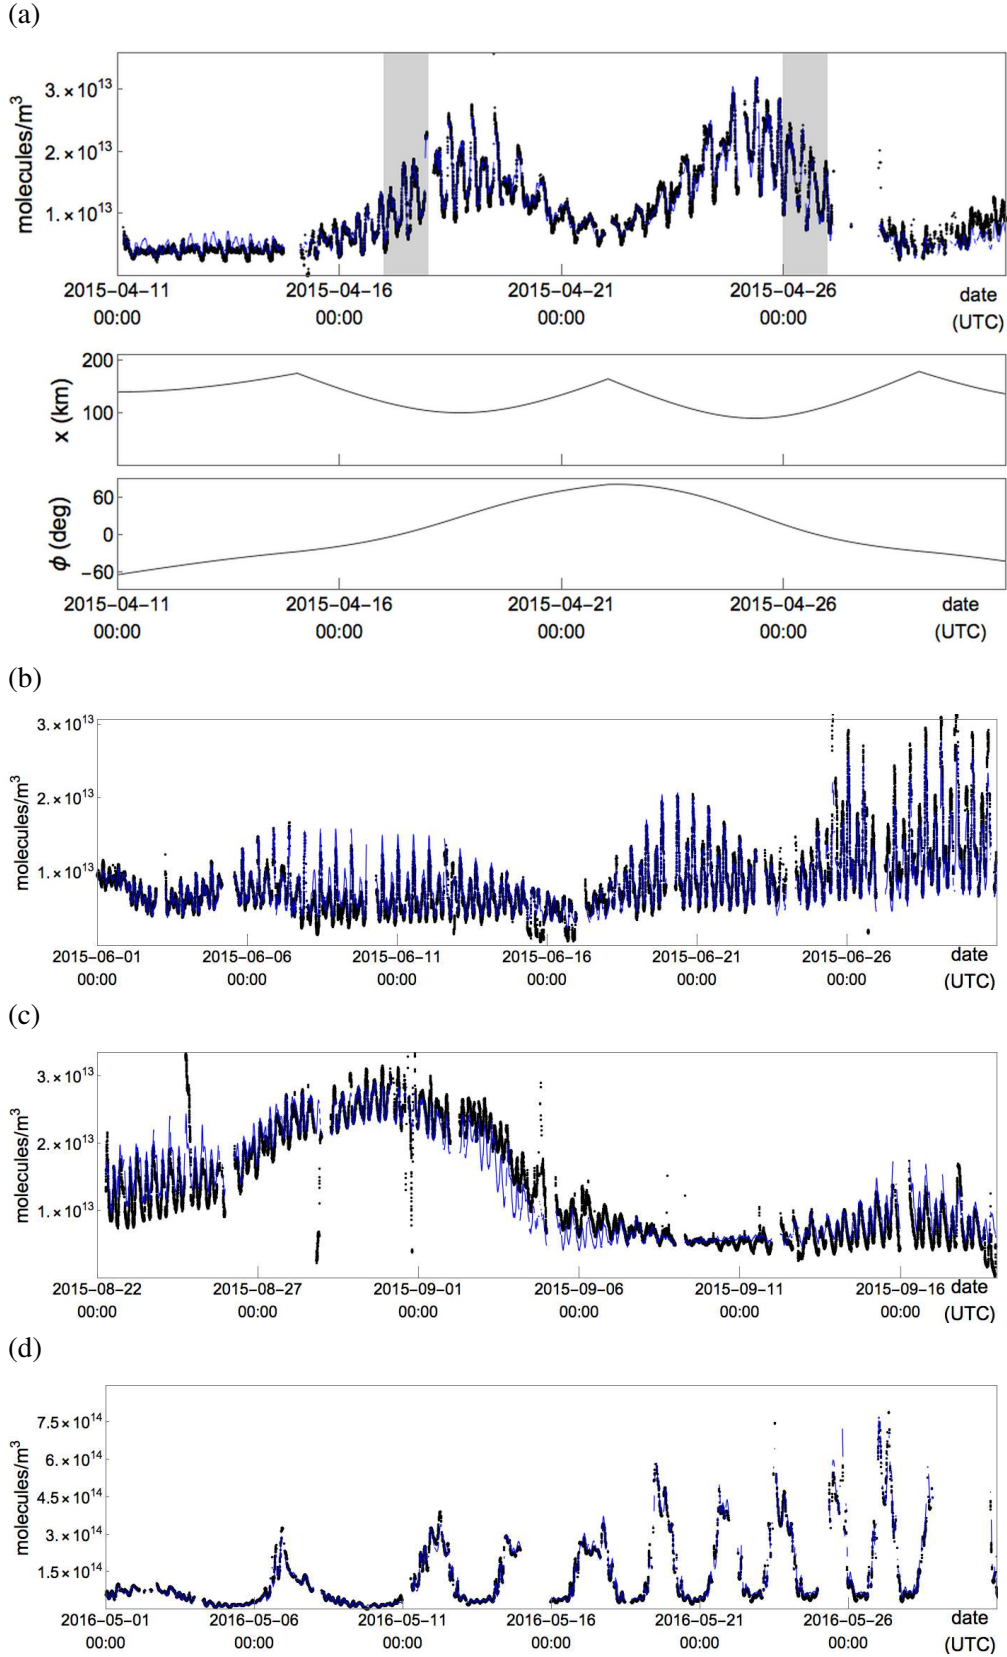 (a)
molecules/m³
3. × 10¹³
2. × 10¹³
1. × 10¹³
2015-04-11 2015-04-16 2015-04-21 2015-04-26 date
00:00 00:00 00:00 00:00 (UTC)
x (km)
200
100
ϕ (deg)
60
0
-60
2015-04-11 2015-04-16 2015-04-21 2015-04-26 date
00:00 00:00 00:00 00:00 (UTC)
(b)
molecules/m³
3. × 10¹³
2. × 10¹³
1. × 10¹³
2015-06-01 2015-06-06 2015-06-11 2015-06-16 2015-06-21 2015-06-26 date
00:00 00:00 00:00 00:00 00:00 00:00 (UTC)
(c)
molecules/m³
3. × 10¹³
2. × 10¹³
1. × 10¹³
2015-08-22 2015-08-27 2015-09-01 2015-09-06 2015-09-11 2015-09-16 date
00:00 00:00 00:00 00:00 00:00 00:00 (UTC)
(d)
molecules/m³
7.5 × 10¹⁴
6. × 10¹⁴
4.5 × 10¹⁴
3. × 10¹⁴
1.5 × 10¹⁴
2016-05-01 2016-05-06 2016-05-11 2016-05-16 2016-05-21 2016-05-26 date
00:00 00:00 00:00 00:00 00:00 00:00 (UTC)